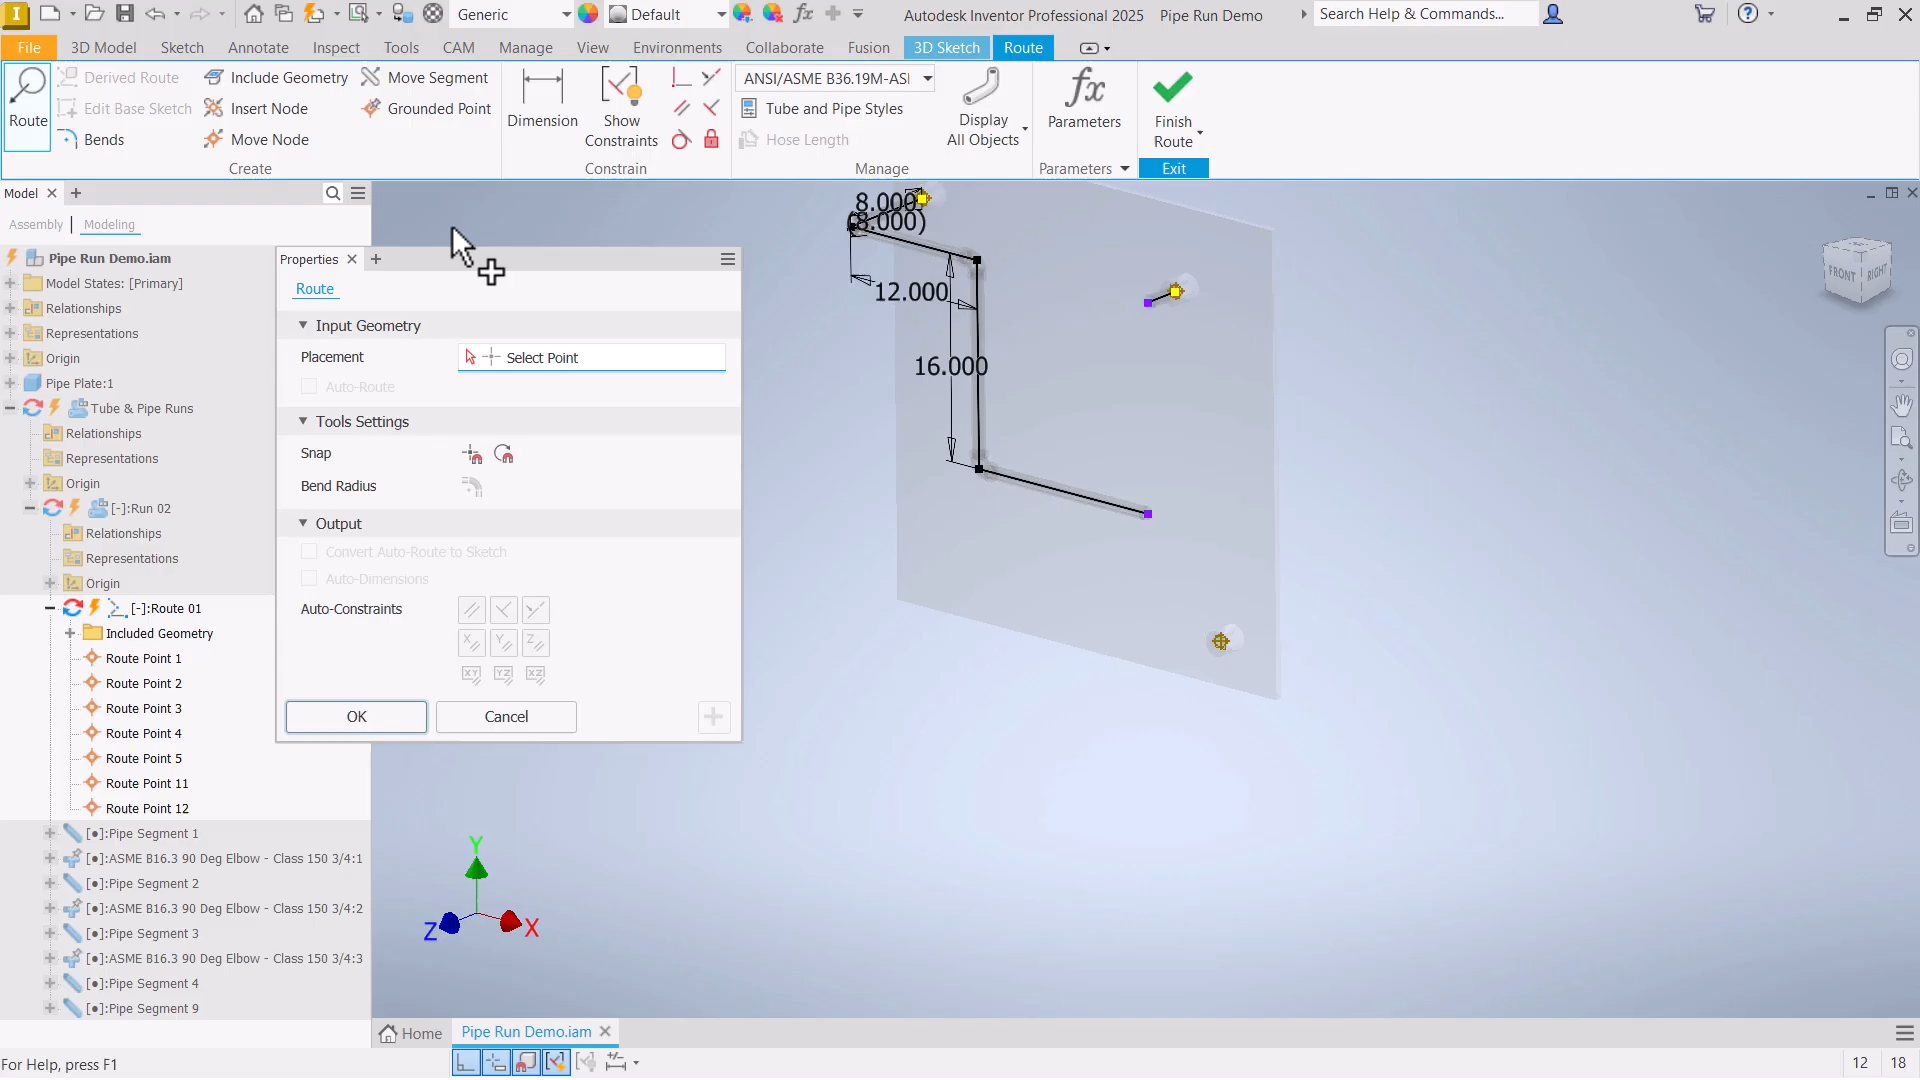 Generic
Default
Autodesk Inventor Professional 2025 Pipe Run Demo
Search Help & Commands...
File
3D Model
Sketch
Annotate
Inspect
Tools
CAM
Manage
View
Environments
Collaborate
Fusion
3D Sketch
Route
Route
Derived Route
Edit Base Sketch
Bends
Include Geometry
Insert Node
Move Node
Move Segment
Grounded Point
Create
Dimension
Show
Constraints
Constrain
ANSI/ASME B36.19M-ASI
Tube and Pipe Styles
Hose Length
Display
All Objects
Manage
Parameters
Parameters
Finish
Route
Exit
Model
Assembly
Modeling
Pipe Run Demo.iam
Model States: [Primary]
Relationships
Representations
Origin
Pipe Plate:1
Tube & Pipe Runs
Relationships
Representations
Origin
[-]:Run 02
Relationships
Representations
Origin
[-]:Route 01
Included Geometry
Route Point 1
Route Point 2
Route Point 3
Route Point 4
Route Point 5
Route Point 11
Route Point 12
[•]:Pipe Segment 1
[•]:ASME B16.3 90 Deg Elbow - Class 150 3/4:1
[•]:Pipe Segment 2
[•]:ASME B16.3 90 Deg Elbow - Class 150 3/4:2
[•]:Pipe Segment 3
[•]:ASME B16.3 90 Deg Elbow - Class 150 3/4:3
[•]:Pipe Segment 4
[•]:Pipe Segment 9
Properties
Route
Input Geometry
Placement
Select Point
Auto-Route
Tools Settings
Snap
Bend Radius
Output
Convert Auto-Route to Sketch
Auto-Dimensions
Auto-Constraints
X
Y
Z
XY
YZ
XZ
OK
Cancel
8.000
(8.000)
12.000
16.000
FRONT
RIGHT
Y
Z
X
Home
Pipe Run Demo.iam
For Help, press F1
12
18